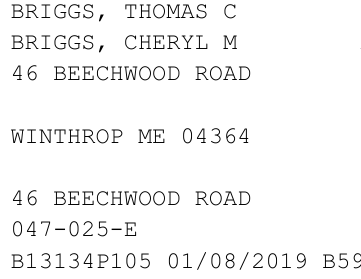 BRIGGS, THOMAS C
BRIGGS, CHERYL M
46 BEECHWOOD ROAD
WINTHROP ME 04364
46 BEECHWOOD ROAD
047-025-E
B13134P105 01/08/2019 B59